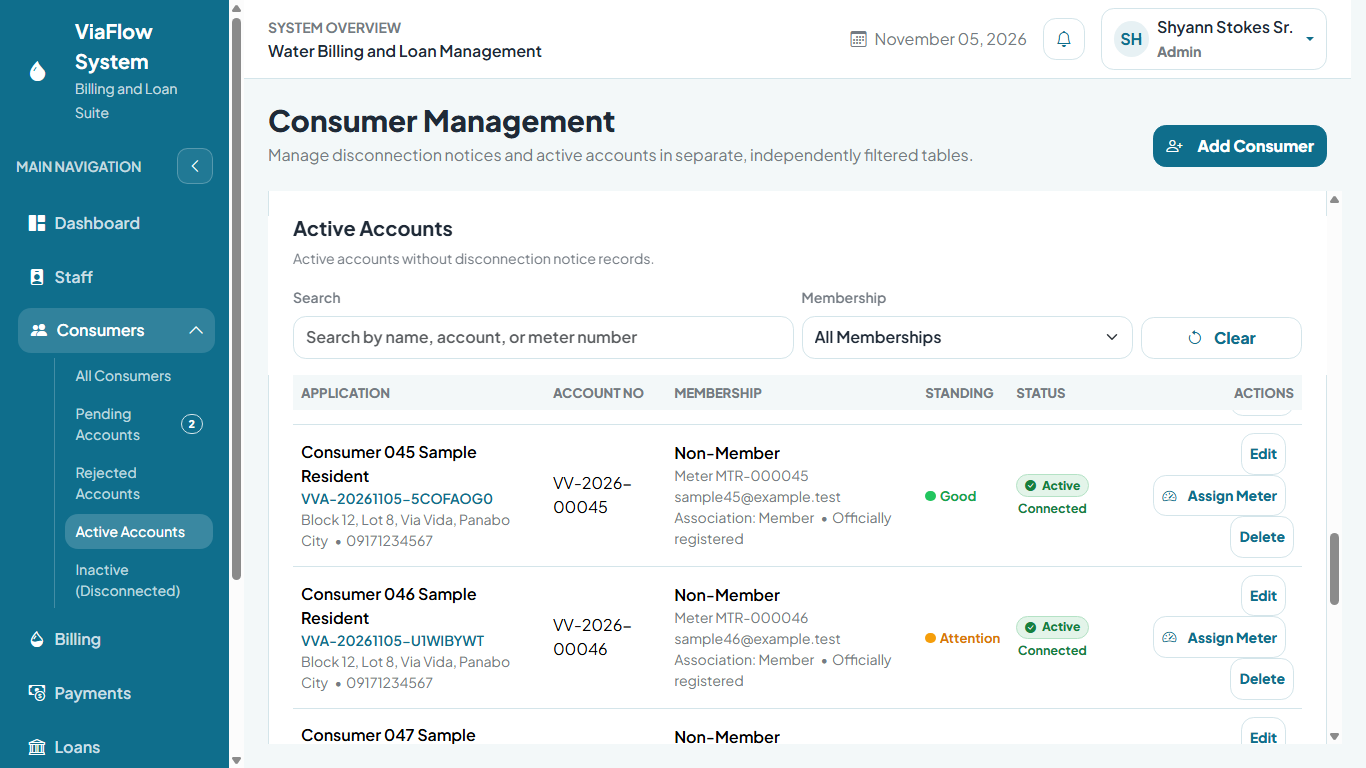 ViaFlow
System
Billing and Loan
Suite
MAIN NAVIGATION
Dashboard
Staff
Consumers
All Consumers
Pending
Accounts
2
Rejected
Accounts
Active Accounts
Inactive
(Disconnected)
Billing
Payments
Loans
SYSTEM OVERVIEW
Water Billing and Loan Management
November 05, 2026
SH
Shyann Stokes Sr.
Admin
Consumer Management
Manage disconnection notices and active accounts in separate, independently filtered tables.
Add Consumer
Active Accounts
Active accounts without disconnection notice records.
Search
Membership
Search by name, account, or meter number
All Memberships
Clear
APPLICATION ACCOUNT NO MEMBERSHIP STANDING STATUS ACTIONS
Consumer 045 Sample
Resident
VVA-20261105-5COFAOG0
Block 12, Lot 8, Via Vida, Panabo
City • 09171234567
VV-2026-
00045
Non-Member
Meter MTR-000045
sample45@example.test
Association: Member • Officially
registered
Good
Active
Connected
Edit
Assign Meter
Delete
Consumer 046 Sample
Resident
VVA-20261105-U1WIBYWT
Block 12, Lot 8, Via Vida, Panabo
City • 09171234567
VV-2026-
00046
Non-Member
Meter MTR-000046
sample46@example.test
Association: Member • Officially
registered
Attention
Active
Connected
Edit
Assign Meter
Delete
Consumer 047 Sample
Non-Member
Edit